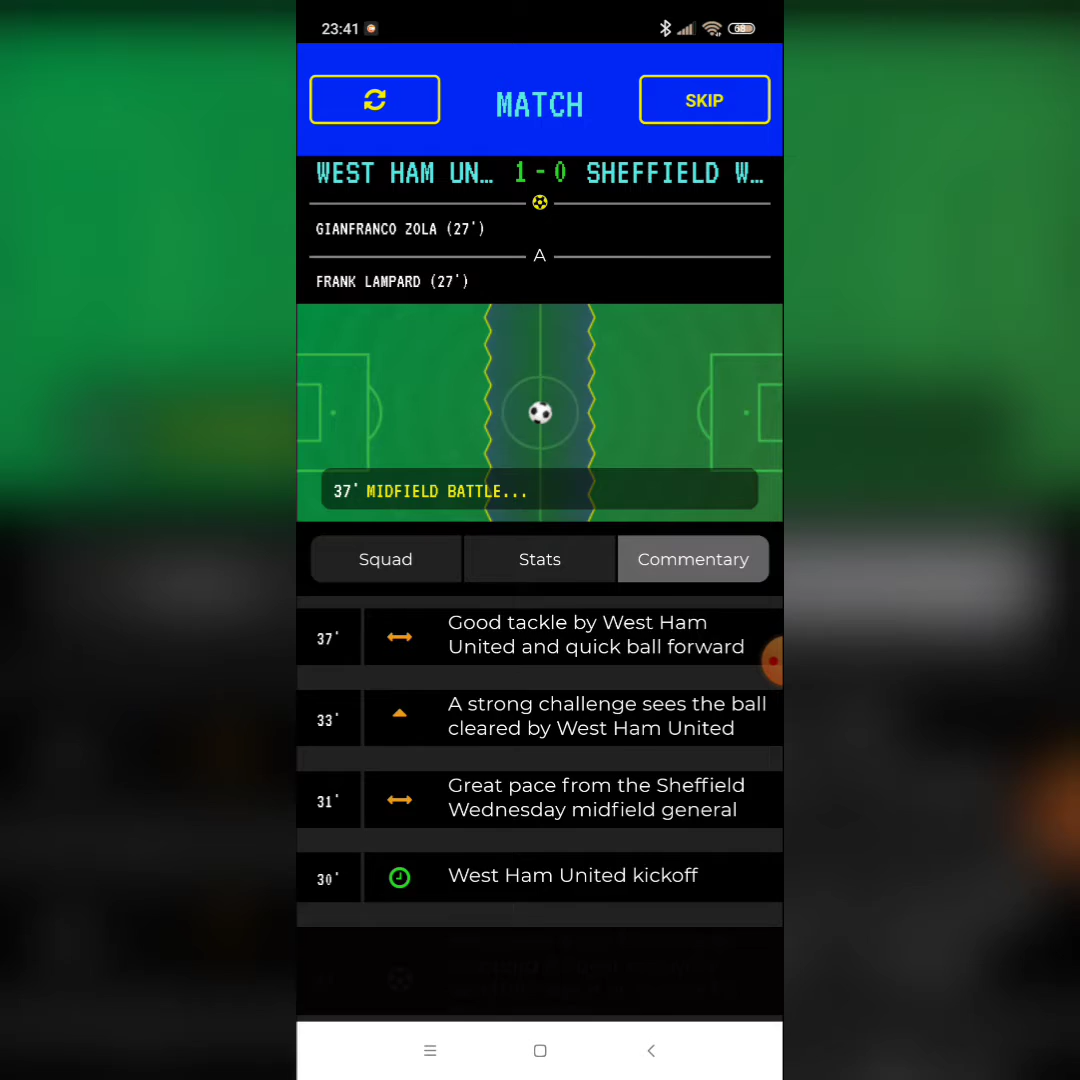 23:41
68
MATCH
SKIP
WEST HAM UN… 1 - 0 SHEFFIELD W…
GIANFRANCO ZOLA (27')
A
FRANK LAMPARD (27')
37' MIDFIELD BATTLE...
Squad
Stats
Commentary
37'
Good tackle by West Ham
United and quick ball forward
33'
A strong challenge sees the ball
cleared by West Ham United
31'
Great pace from the Sheffield
Wednesday midfield general
30'
West Ham United kickoff